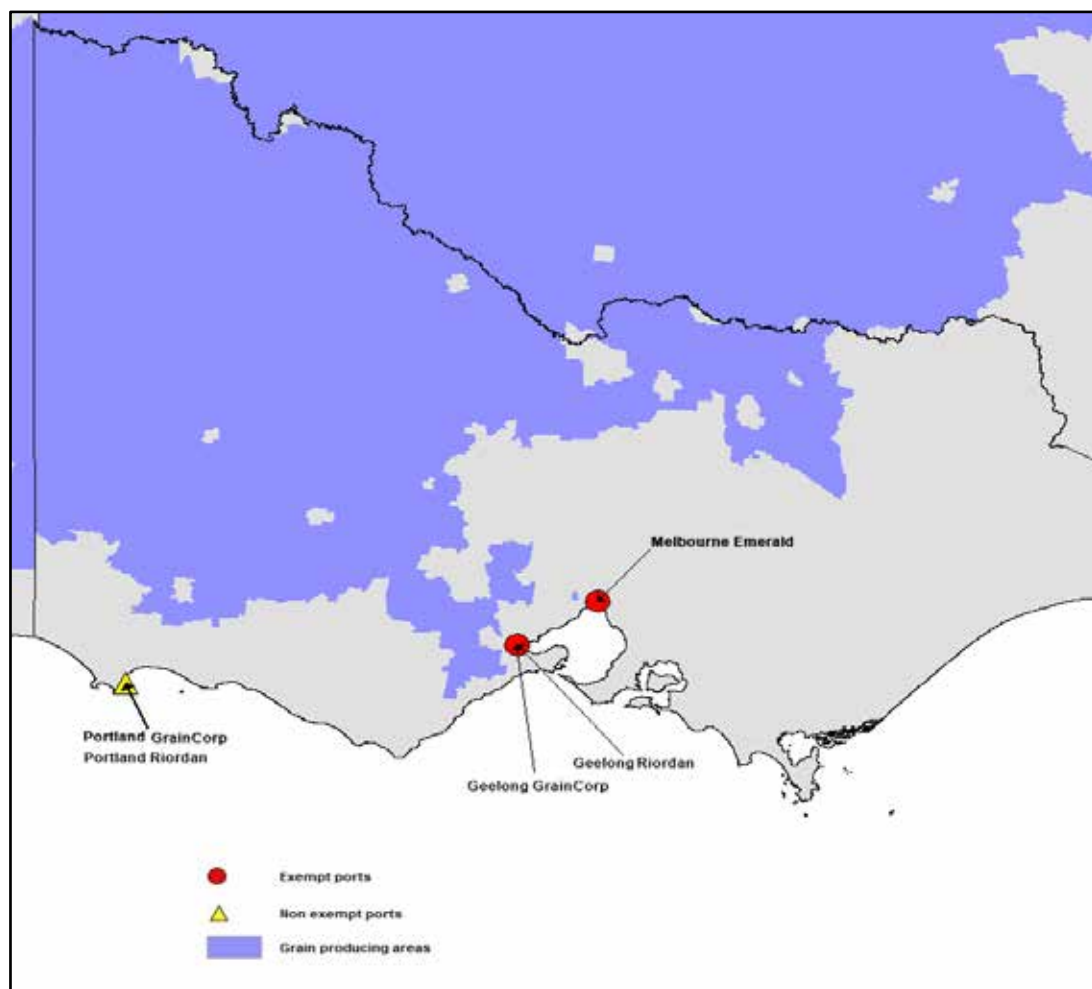 Melbourne Emerald
Portland GrainCorp
Portland Riordan
Geelong Riordan
Geelong GrainCorp
Exempt ports
Non exempt ports
Grain producing areas